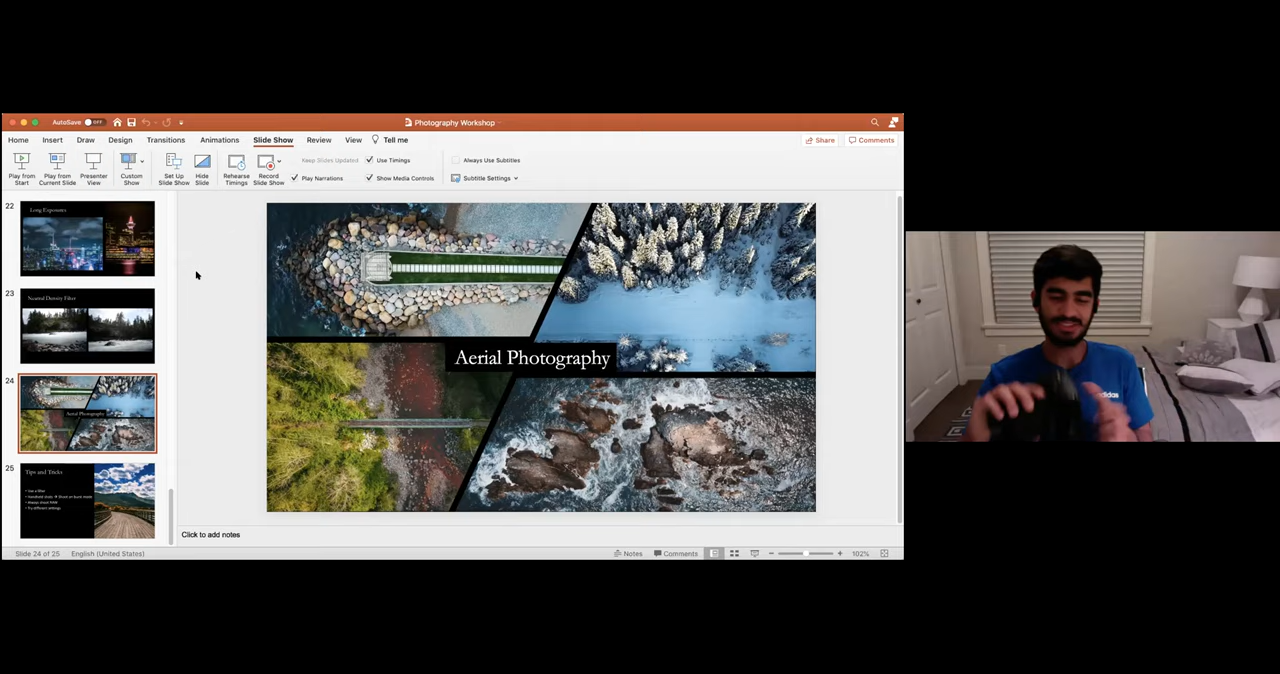 AutoSave OFF
Photography Workshop
Home Insert Draw Design Transitions Animations Slide Show Review View Tell me
Share Comments
Play from Start
Play from Current Slide
Presenter View
Custom Show
Set Up Slide Show
Hide Slide
Rehearse Timings
Record Slide Show
Keep Slides Updated
Use Timings
Play Narrations
Show Media Controls
Always Use Subtitles
Subtitle Settings
22
Long Exposures
23
Neutral Density Filter
24
Aerial Photography
25
Tips and Tricks
Aerial Photography
adidas
Click to add notes
Slide 24 of 25 English (United States)
Notes Comments 102%